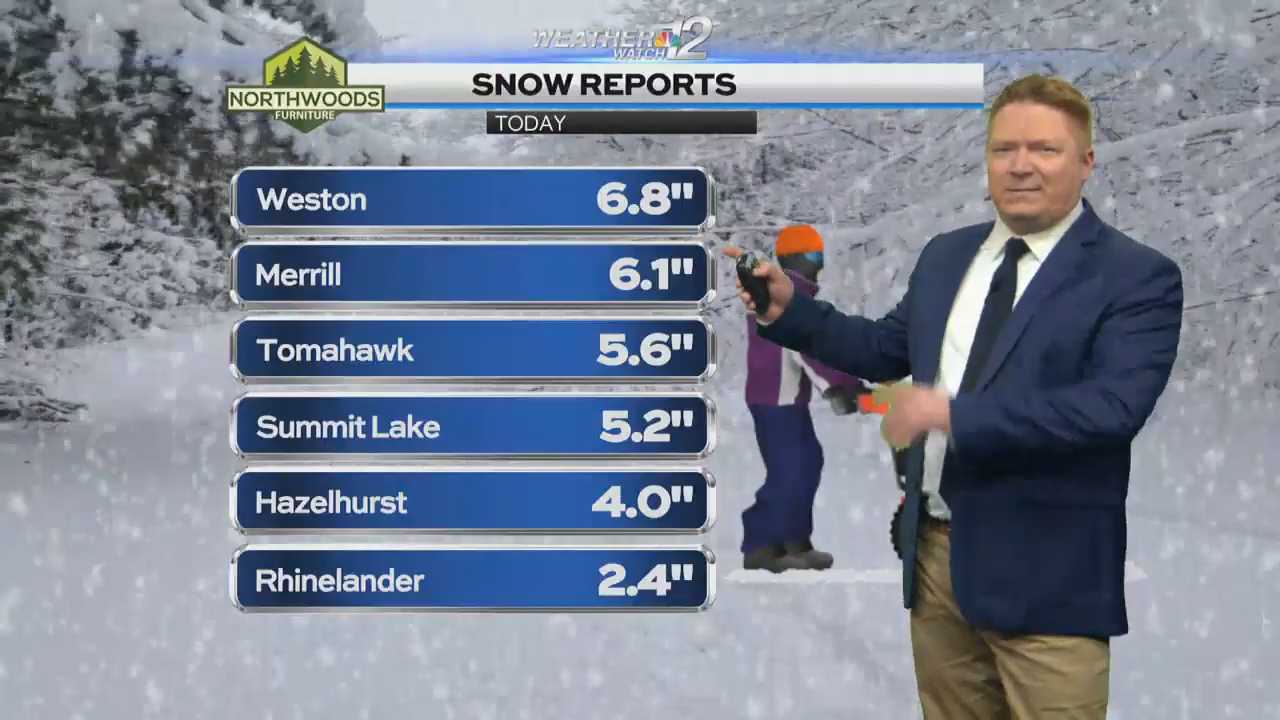 WEATHER 12
WATCH
NORTHWOODS
FURNITURE
SNOW REPORTS
TODAY
Weston 6.8"
Merrill 6.1"
Tomahawk 5.6"
Summit Lake 5.2"
Hazelhurst 4.0"
Rhinelander 2.4"